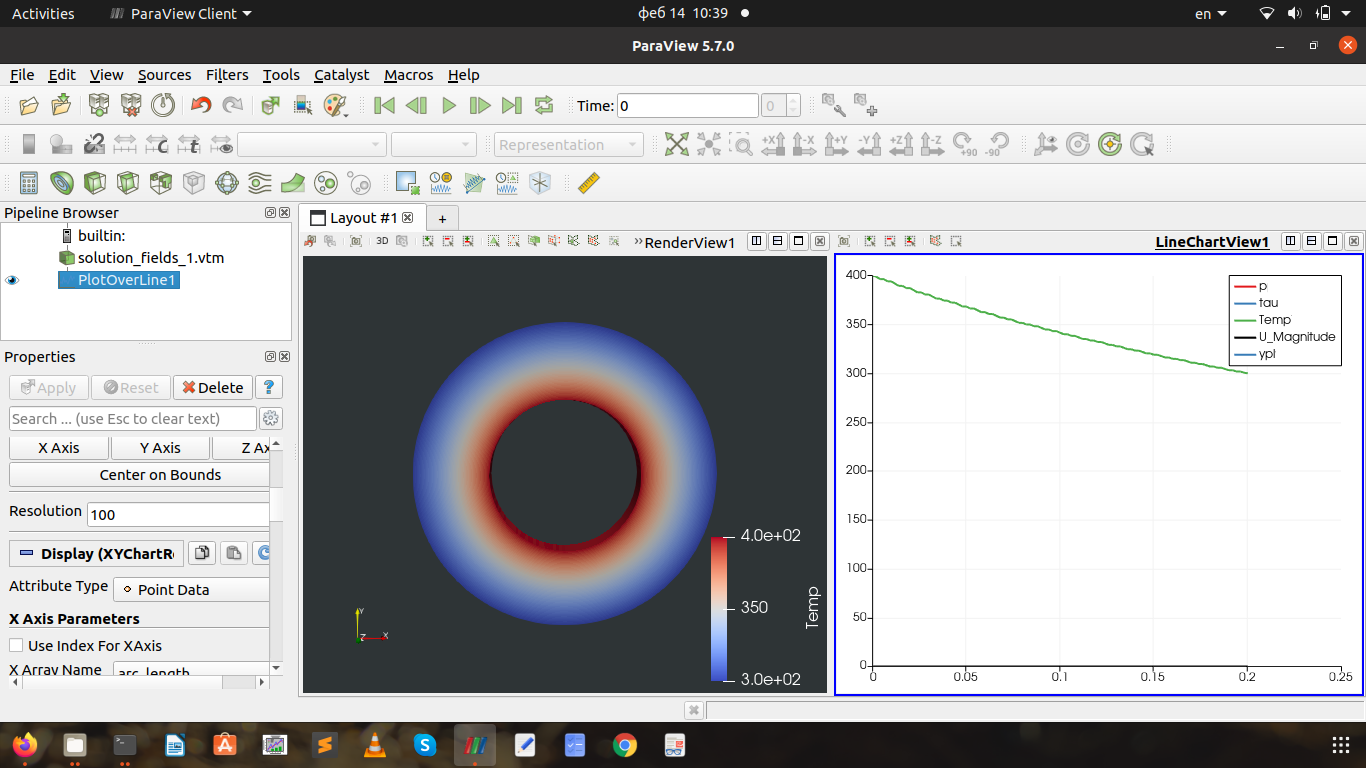 Activities ParaView Client феб 14 10:39 en
ParaView 5.7.0
File Edit View Sources Filters Tools Catalyst Macros Help
Time: 0 0
Representation +X -X +Y -Y +Z -Z +90 -90
Pipeline Browser
builtin:
solution_fields_1.vtm
PlotOverLine1
Properties
Apply Reset Delete ?
Search ... (use Esc to clear text)
X Axis Y Axis Z Ax
Center on Bounds
Resolution 100
Display (XYChartRe
Attribute Type Point Data
X Axis Parameters
Use Index For XAxis
X Array Name arc_length
Layout #1 +
3D RenderView1
4.0e+02
350
3.0e+02
Temp
Y
Z X
LineChartView1
400
350
300
250
200
150
100
50
0
0 0.05 0.1 0.15 0.2 0.25
p
tau
Temp
U_Magnitude
ypl